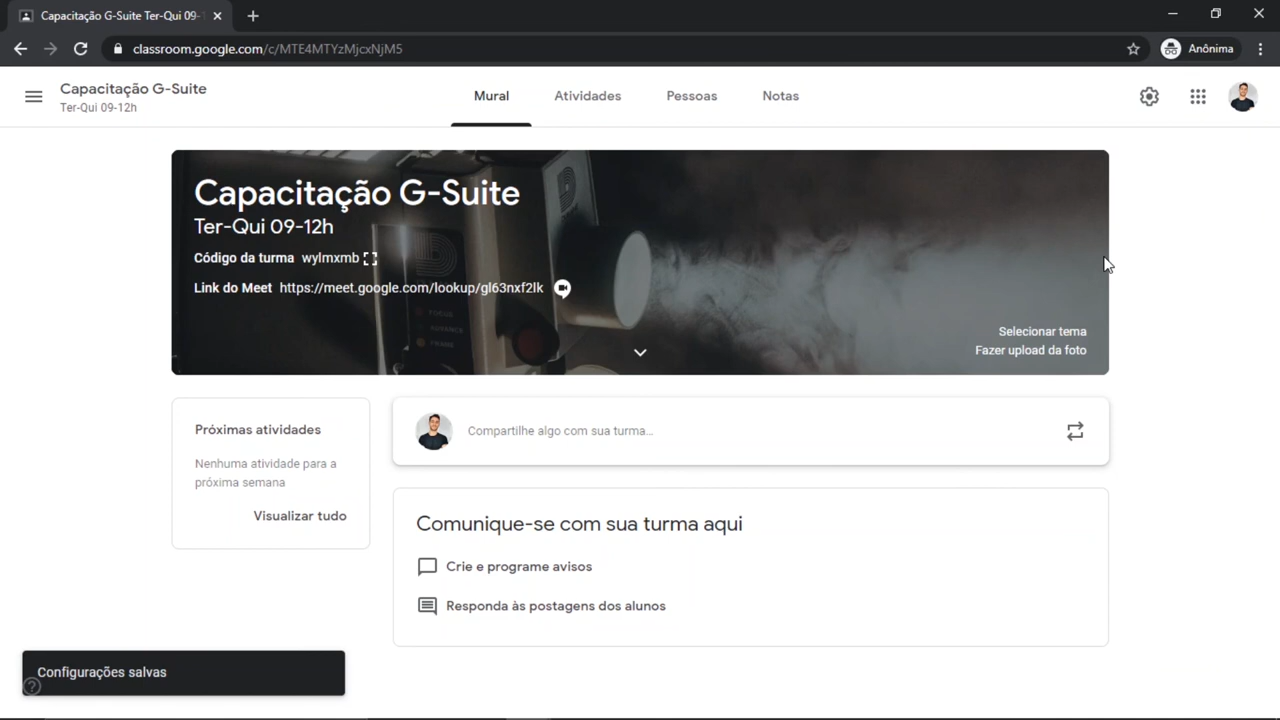 Capacitação G-Suite Ter-Qui 09-
classroom.google.com/c/MTE4MTYzMjcxNjM5
Anônima
Capacitação G-Suite
Ter-Qui 09-12h
Mural
Atividades
Pessoas
Notas
Capacitação G-Suite
Ter-Qui 09-12h
Código da turma wylmxmb
Link do Meet https://meet.google.com/lookup/gl63nxf2lk
FOCUS
ADVANCE
FRAME
Selecionar tema
Fazer upload da foto
Próximas atividades
Nenhuma atividade para a
próxima semana
Visualizar tudo
Compartilhe algo com sua turma...
Comunique-se com sua turma aqui
Crie e programe avisos
Responda às postagens dos alunos
Configurações salvas